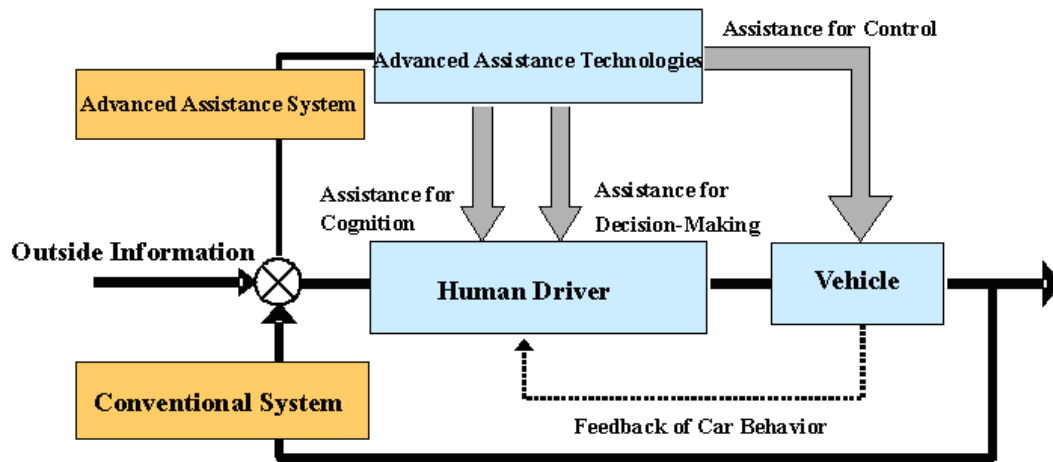 Assistance for Control
Advanced Assistance Technologies
Advanced Assistance System
Assistance for
Cognition
Assistance for
Decision-Making
Outside Information
Human Driver
Vehicle
Conventional System
Feedback of Car Behavior